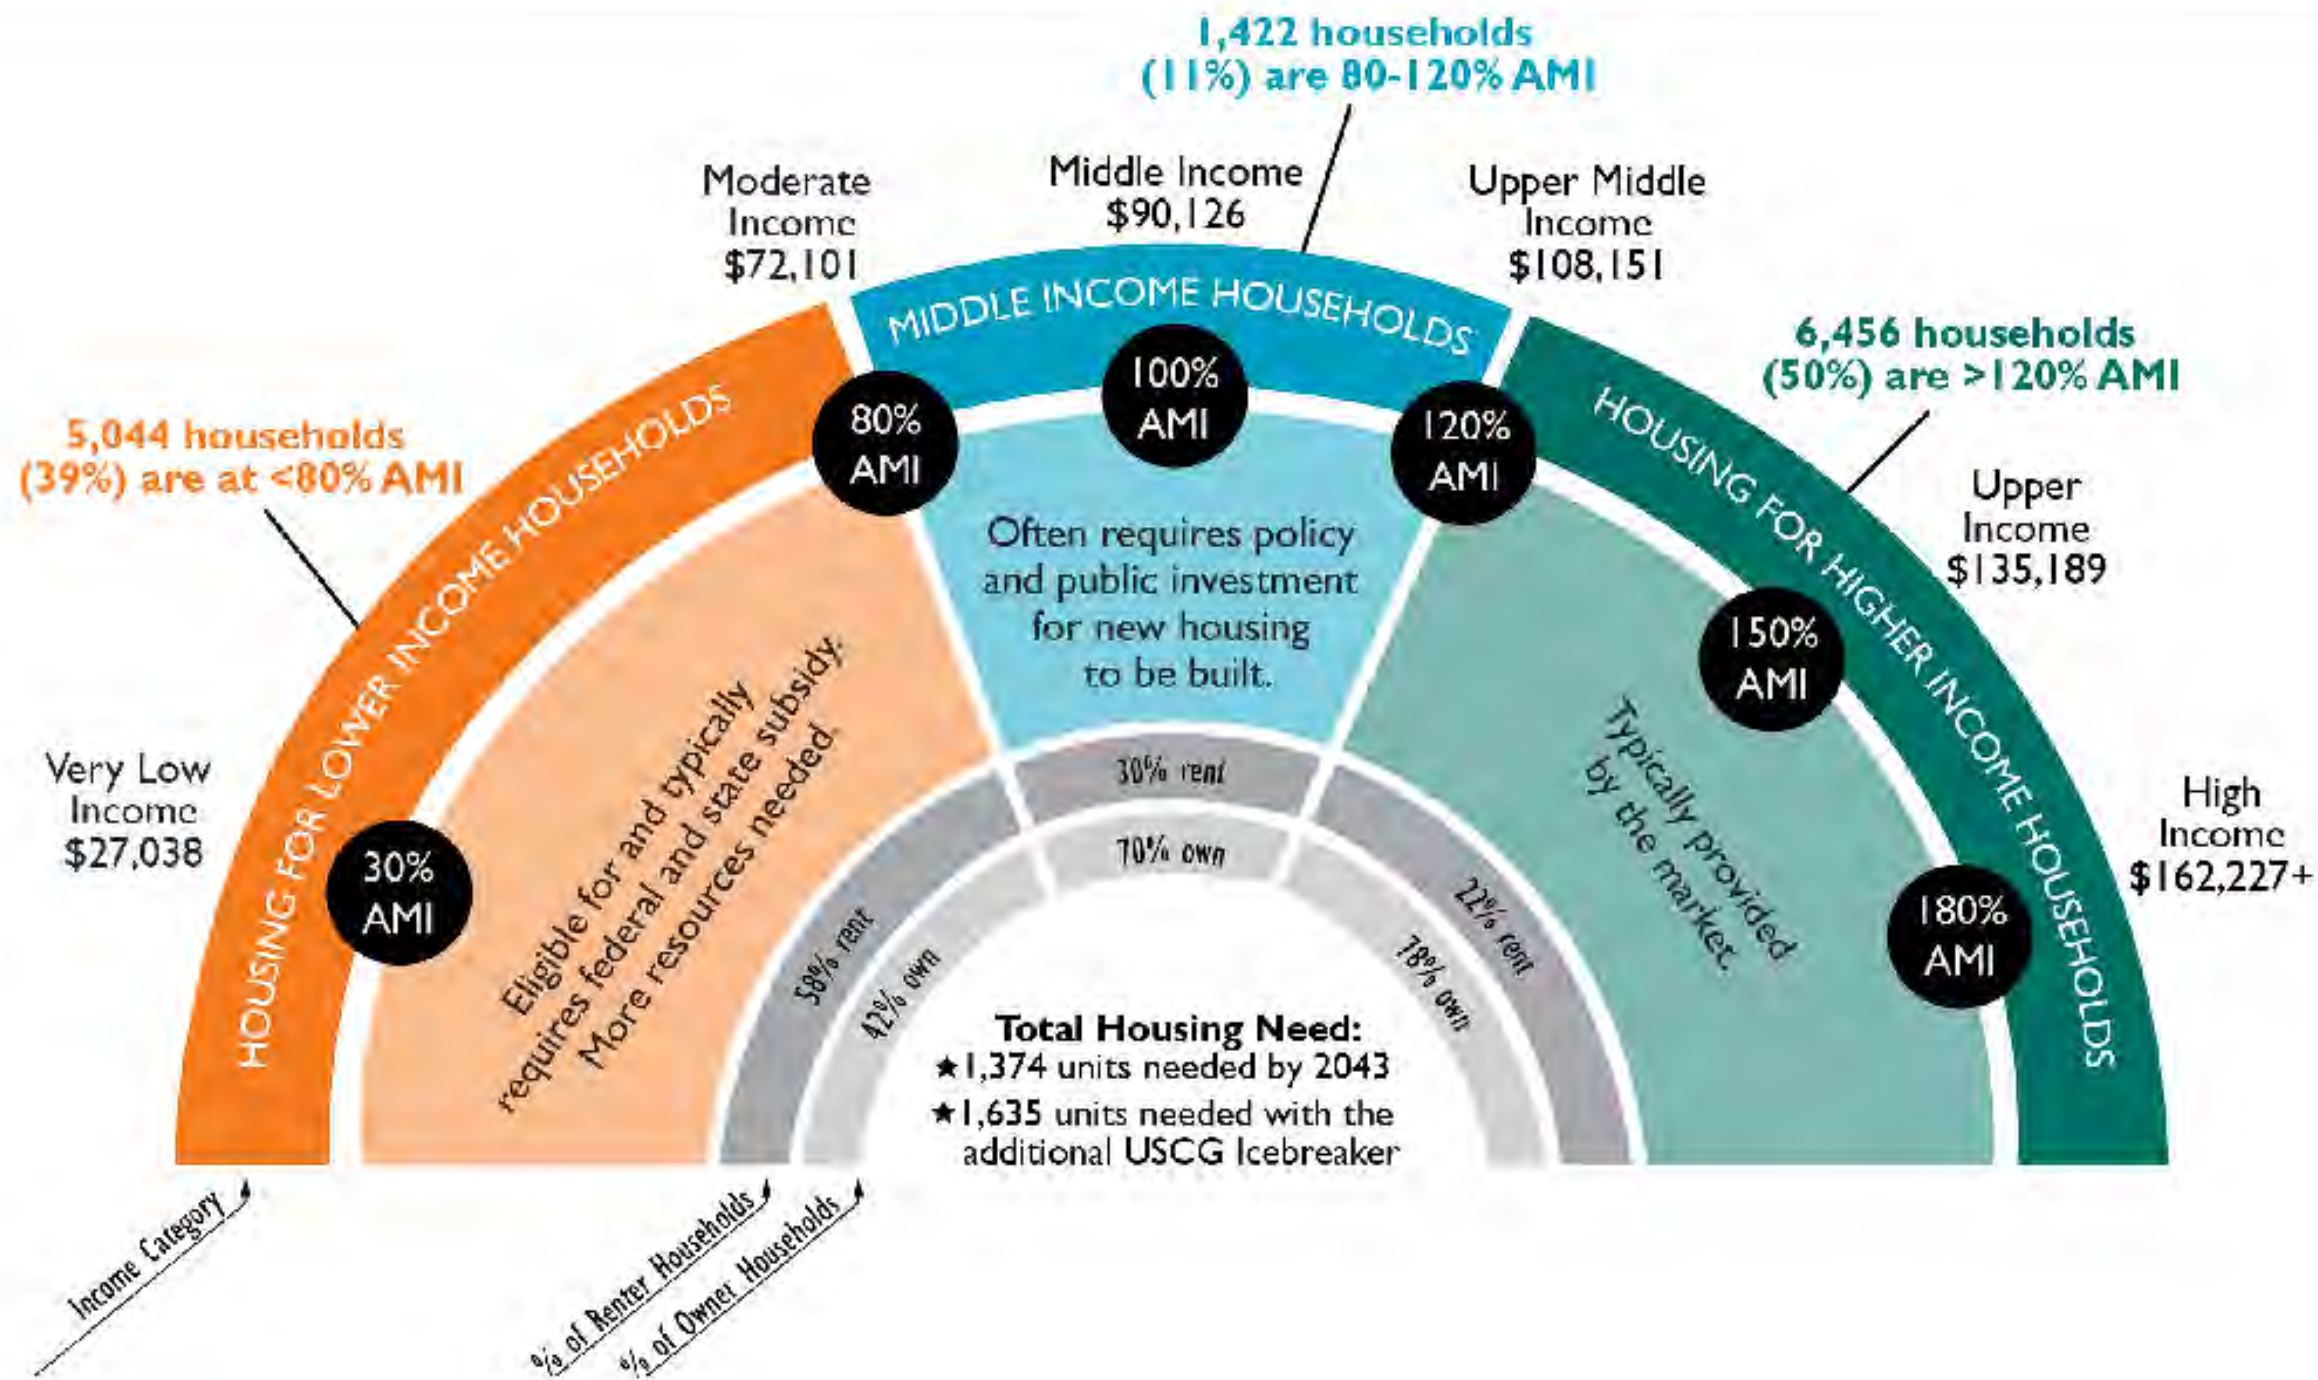 1,422 households
(11%) are 80-120% AMI
Moderate
Income
$72,101
Middle Income
$90,126
Upper Middle
Income
$108,151
MIDDLE INCOME HOUSEHOLDS
6,456 households
(50%) are >120% AMI
5,044 households
(39%) are at <80% AMI
HOUSING FOR LOWER INCOME HOUSEHOLDS
HOUSING FOR HIGHER INCOME HOUSEHOLDS
80%
AMI
100%
AMI
120%
AMI
Upper
Income
$135,189
150%
AMI
Often requires policy
and public investment
for new housing
to be built.
Very Low
Income
$27,038
30%
AMI
Eligible for and typically
requires federal and state subsidy.
More resources needed.
Typically provided
by the market.
High
Income
$162,227+
180%
AMI
30% rent
70% own
58% rent
42% own
22% rent
78% own
Total Housing Need:
★1,374 units needed by 2043
★1,635 units needed with the
additional USCG Icebreaker
Income Category
% of Renter Households
% of Owner Households